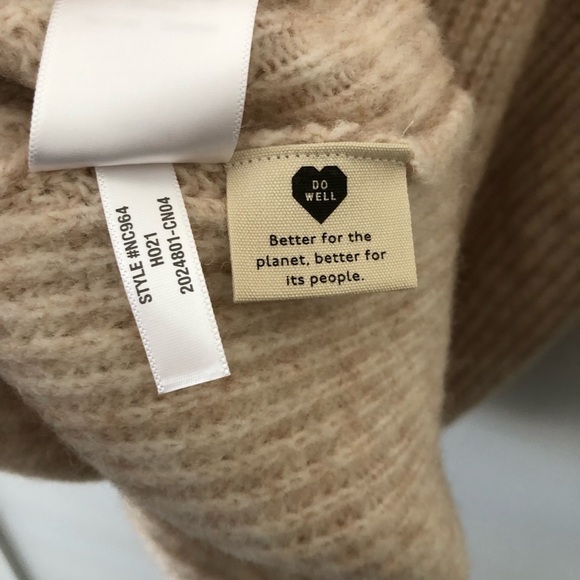 STYLE #NC964
H021
2024801-CN04
DO
WELL
Better for the
planet, better for
its people.